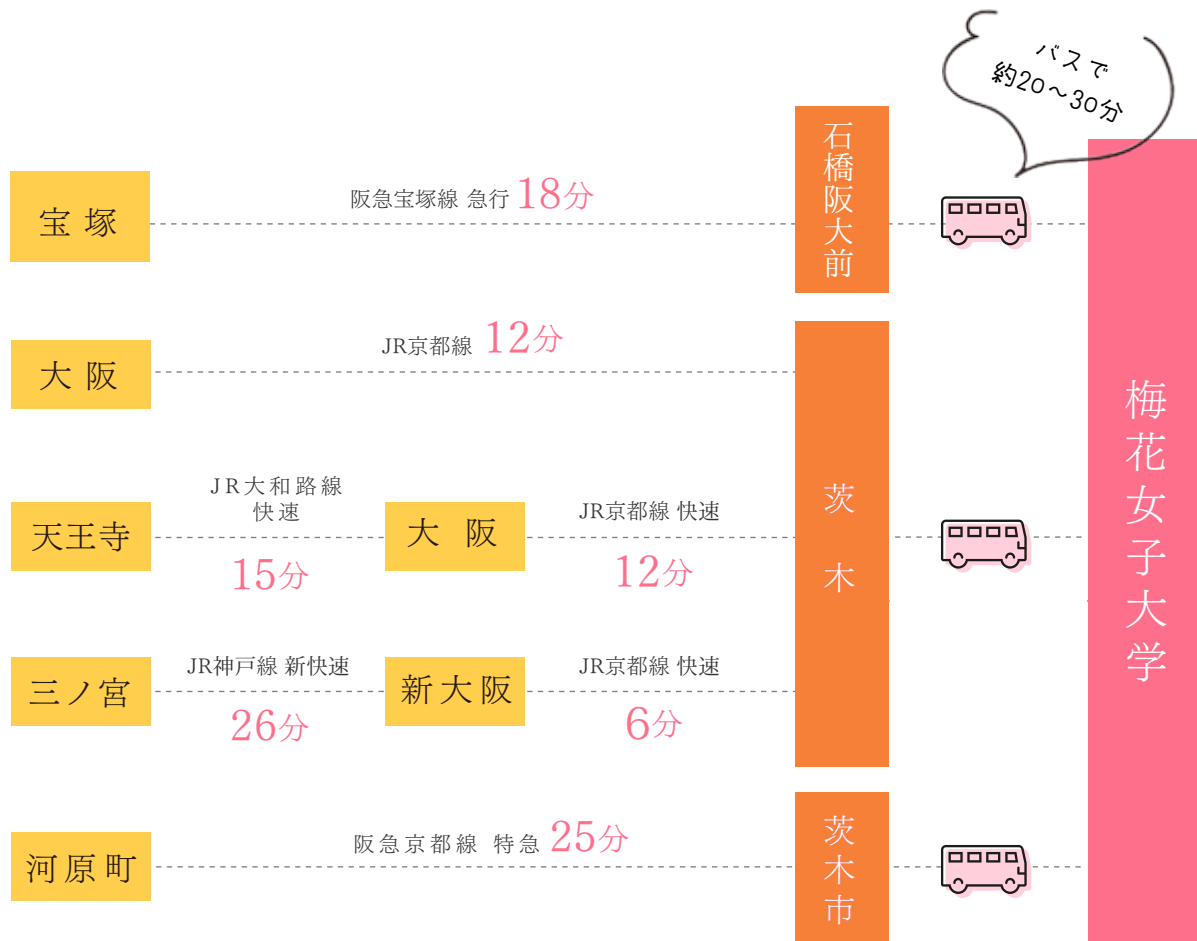 バスで
約20～30分
宝塚
阪急宝塚線 急行 18分
石橋阪大前
大阪
JR京都線 12分
天王寺
JR大和路線
快速
15分
大阪
JR京都線 快速
12分
茨木
三ノ宮
JR神戸線 新快速
26分
新大阪
JR京都線 快速
6分
河原町
阪急京都線 特急 25分
茨木市
梅花女子大学